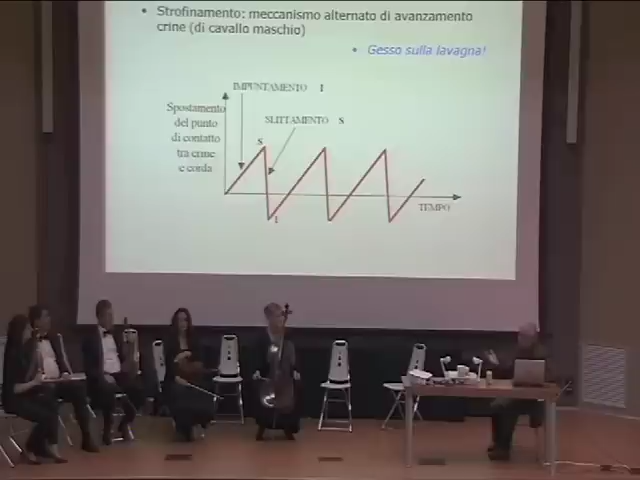 • Strofinamento: meccanismo alternato di avanzamento
crine (di cavallo maschio)
• Gesso sulla lavagna!
IMPUNTAMENTO I
Spostamento
del punto
di contatto
tra crine
e corda
SLITTAMENTO S
S
I
TEMPO